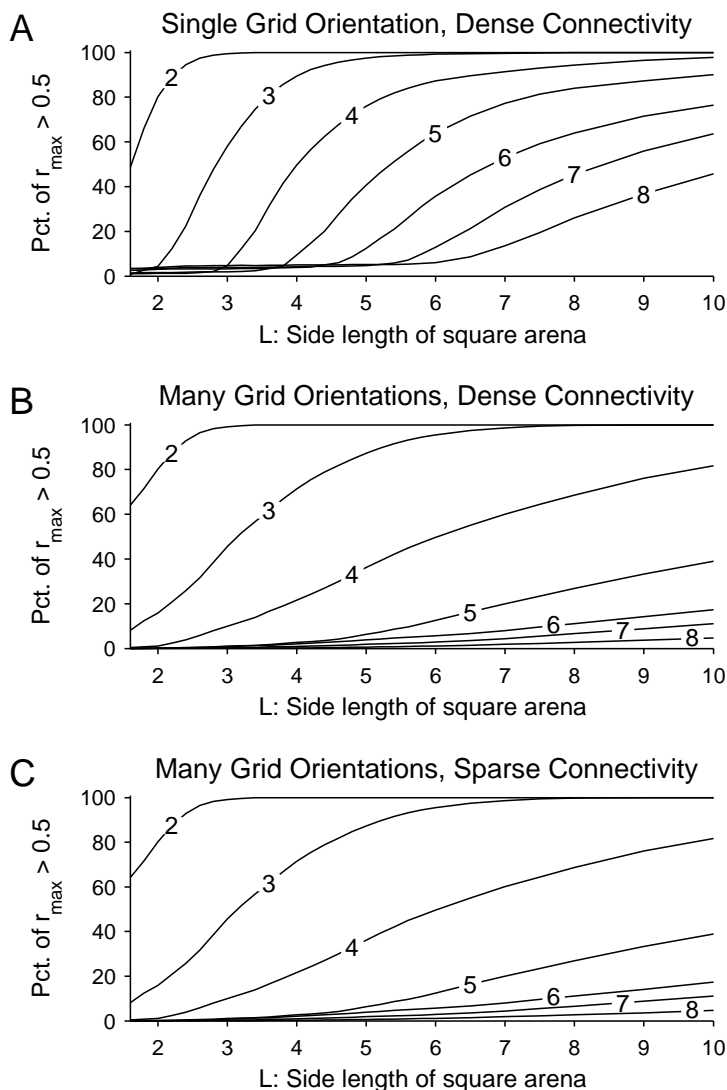 A
Single Grid Orientation, Dense Connectivity
Pct. of r_max > 0.5
100
80
60
40
20
0
2
3
4
5
6
7
8
2 3 4 5 6 7 8 9 10
L: Side length of square arena
B
Many Grid Orientations, Dense Connectivity
Pct. of r_max > 0.5
100
80
60
40
20
0
2
3
4
5
6
7
8
2 3 4 5 6 7 8 9 10
L: Side length of square arena
C
Many Grid Orientations, Sparse Connectivity
Pct. of r_max > 0.5
100
80
60
40
20
0
2
3
4
5
6
7
8
2 3 4 5 6 7 8 9 10
L: Side length of square arena